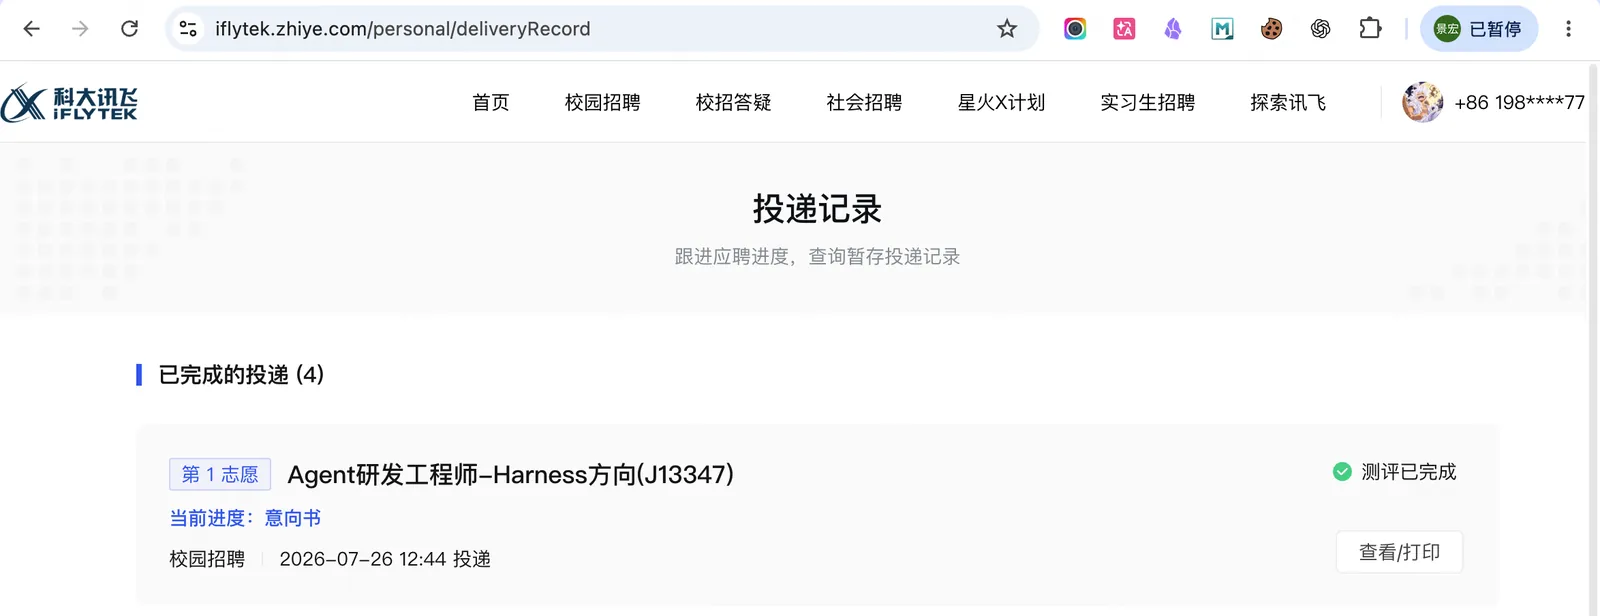 iflytek.zhiye.com/personal/deliveryRecord
景宏 已暂停
科大讯飞
iFLYTEK
首页 校园招聘 校招答疑 社会招聘 星火X计划 实习生招聘 探索讯飞 +86 198****77
投递记录
跟进应聘进度，查询暂存投递记录
已完成的投递 (4)
第 1 志愿 Agent研发工程师-Harness方向(J13347) 测评已完成
当前进度：意向书
校园招聘 2026-07-26 12:44 投递 查看/打印